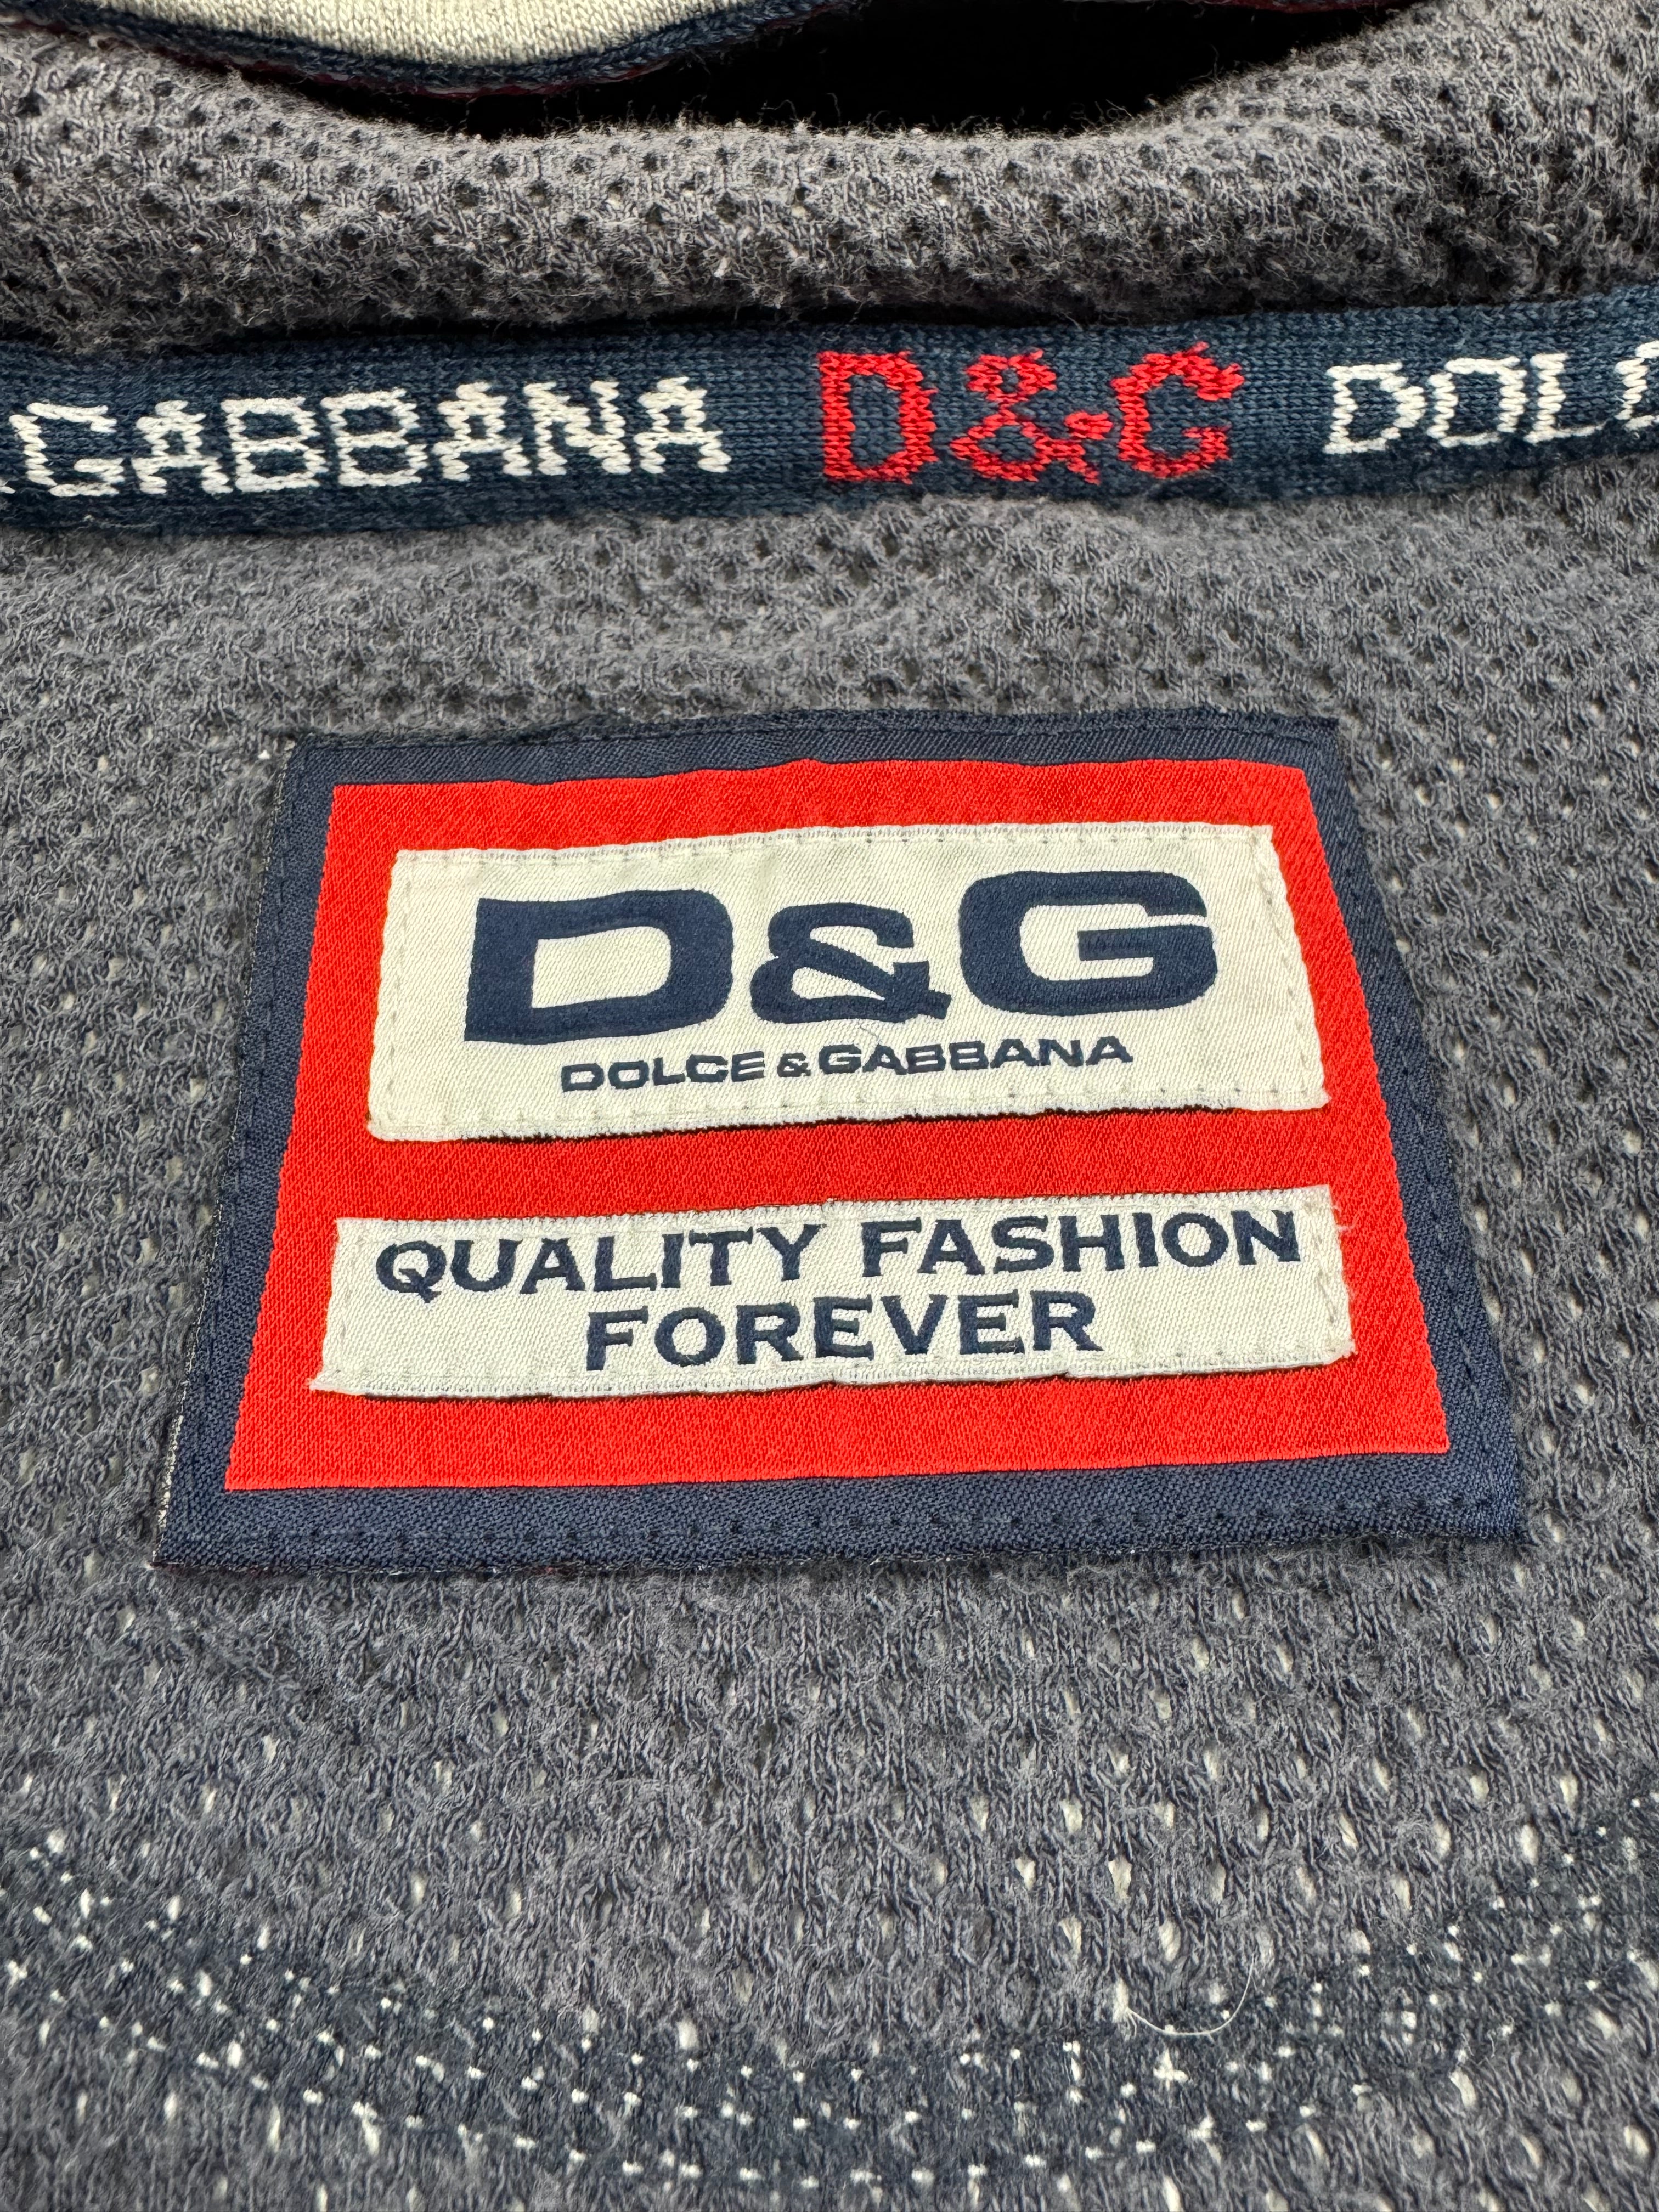 GABBANA D&G DOLC
D&G
DOLCE & GABBANA
QUALITY FASHION
FOREVER